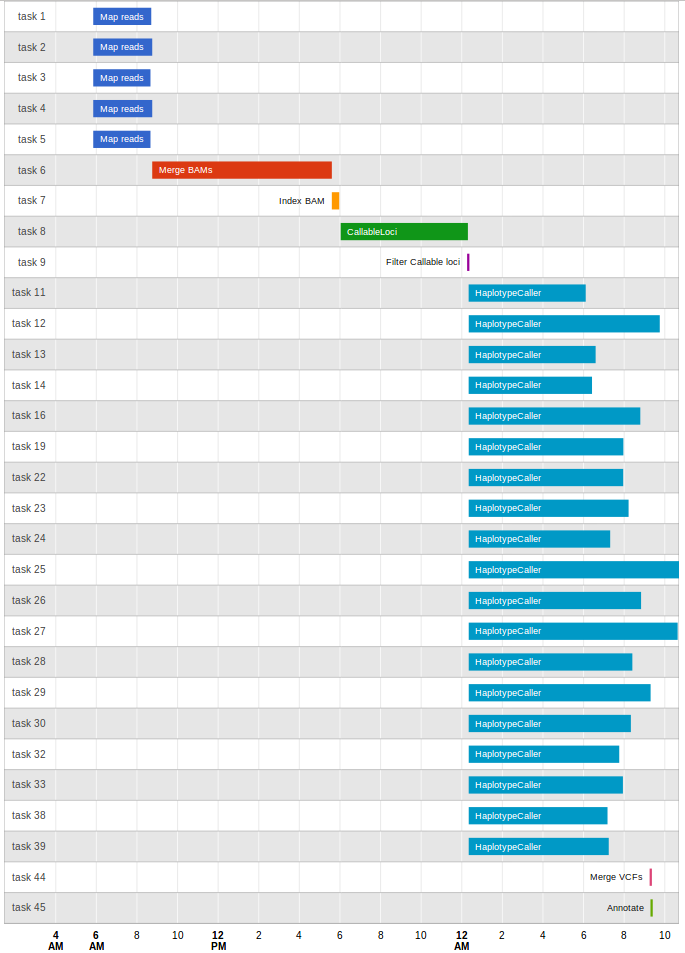 task 1 Map reads
task 2 Map reads
task 3 Map reads
task 4 Map reads
task 5 Map reads
task 6 Merge BAMs
task 7 Index BAM
task 8 CallableLoci
task 9 Filter Callable loci
task 11 HaplotypeCaller
task 12 HaplotypeCaller
task 13 HaplotypeCaller
task 14 HaplotypeCaller
task 16 HaplotypeCaller
task 19 HaplotypeCaller
task 22 HaplotypeCaller
task 23 HaplotypeCaller
task 24 HaplotypeCaller
task 25 HaplotypeCaller
task 26 HaplotypeCaller
task 27 HaplotypeCaller
task 28 HaplotypeCaller
task 29 HaplotypeCaller
task 30 HaplotypeCaller
task 32 HaplotypeCaller
task 33 HaplotypeCaller
task 38 HaplotypeCaller
task 39 HaplotypeCaller
task 44 Merge VCFs
task 45 Annotate
4 6 8 10 12 2 4 6 8 10 12 2 4 6 8 10
AM AM PM AM